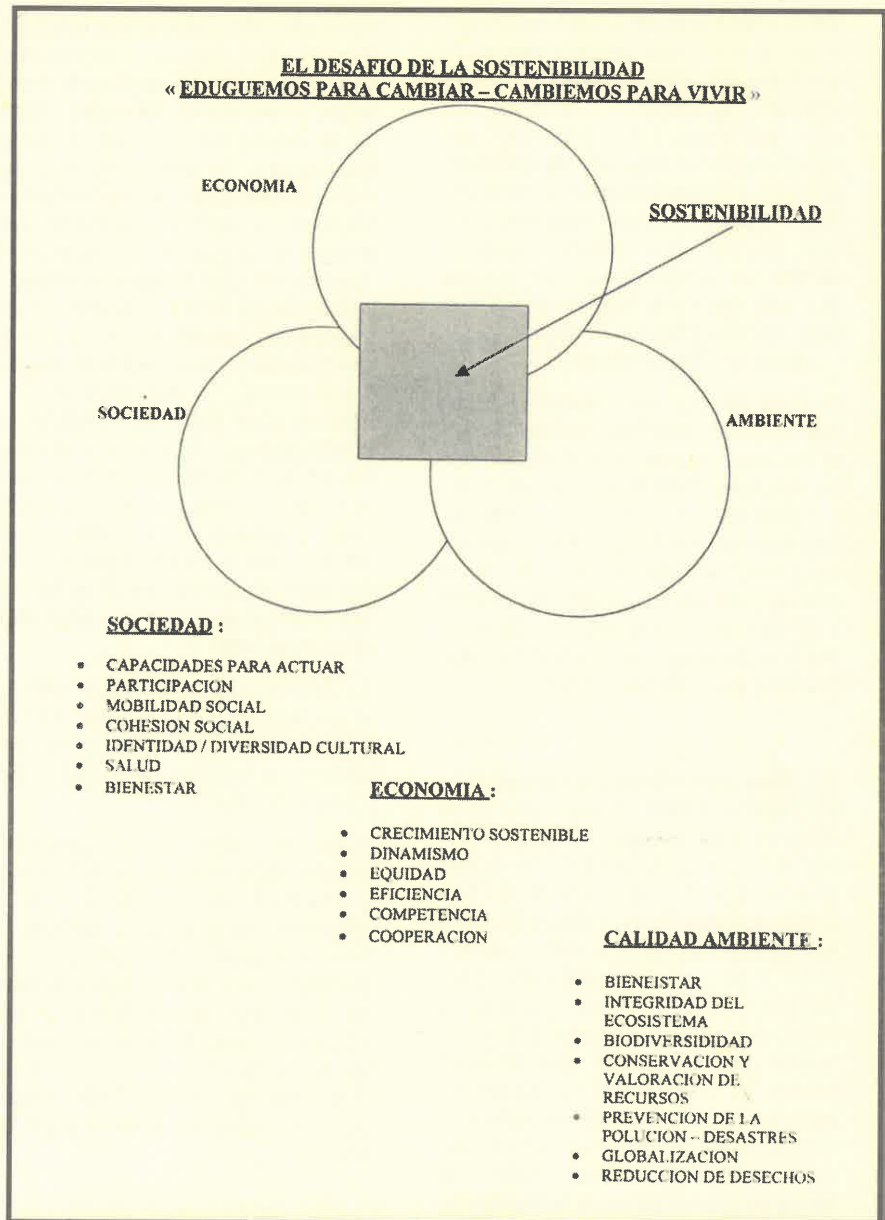 EL DESAFIO DE LA SOSTENIBILIDAD
« EDUGUEMOS PARA CAMBIAR – CAMBIEMOS PARA VIVIR »
ECONOMIA
SOSTENIBILIDAD
SOCIEDAD
AMBIENTE
SOCIEDAD :
• CAPACIDADES PARA ACTUAR
• PARTICIPACION
• MOBILIDAD SOCIAL
• COHESION SOCIAL
• IDENTIDAD / DIVERSIDAD CULTURAL
• SALUD
• BIENESTAR
ECONOMIA :
• CRECIMIENTO SOSTENIBLE
• DINAMISMO
• EQUIDAD
• EFICIENCIA
• COMPETENCIA
• COOPERACION
CALIDAD AMBIENTE :
• BIENEISTAR
• INTEGRIDAD DEL
ECOSISTEMA
• BIODIVERSIDIDAD
• CONSERVACION Y
VALORACION DE
RECURSOS
• PREVENCION DE LA
POLUCION – DESASTRES
• GLOBALIZACION
• REDUCCION DE DESECHOS